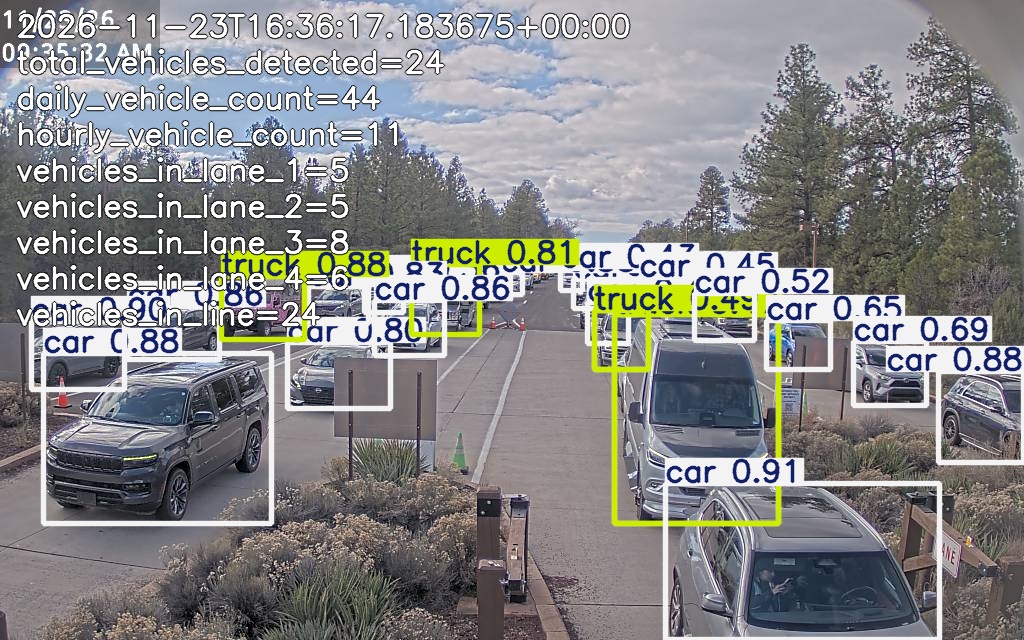 2026-11-23T16:36:17.183675+00:00
total_vehicles_detected=24
daily_vehicle_count=44
hourly_vehicle_count=11
vehicles_in_lane_1=5
vehicles_in_lane_2=5
vehicles_in_lane_3=8
vehicles_in_lane_4=6
vehicles_in_line=24
truck 0.88
truck 0.81
car 0.45
car 0.86
car 0.52
truck 0.49
car 0.65
car 0.80
car 0.88
car 0.69
car 0.88
car 0.91